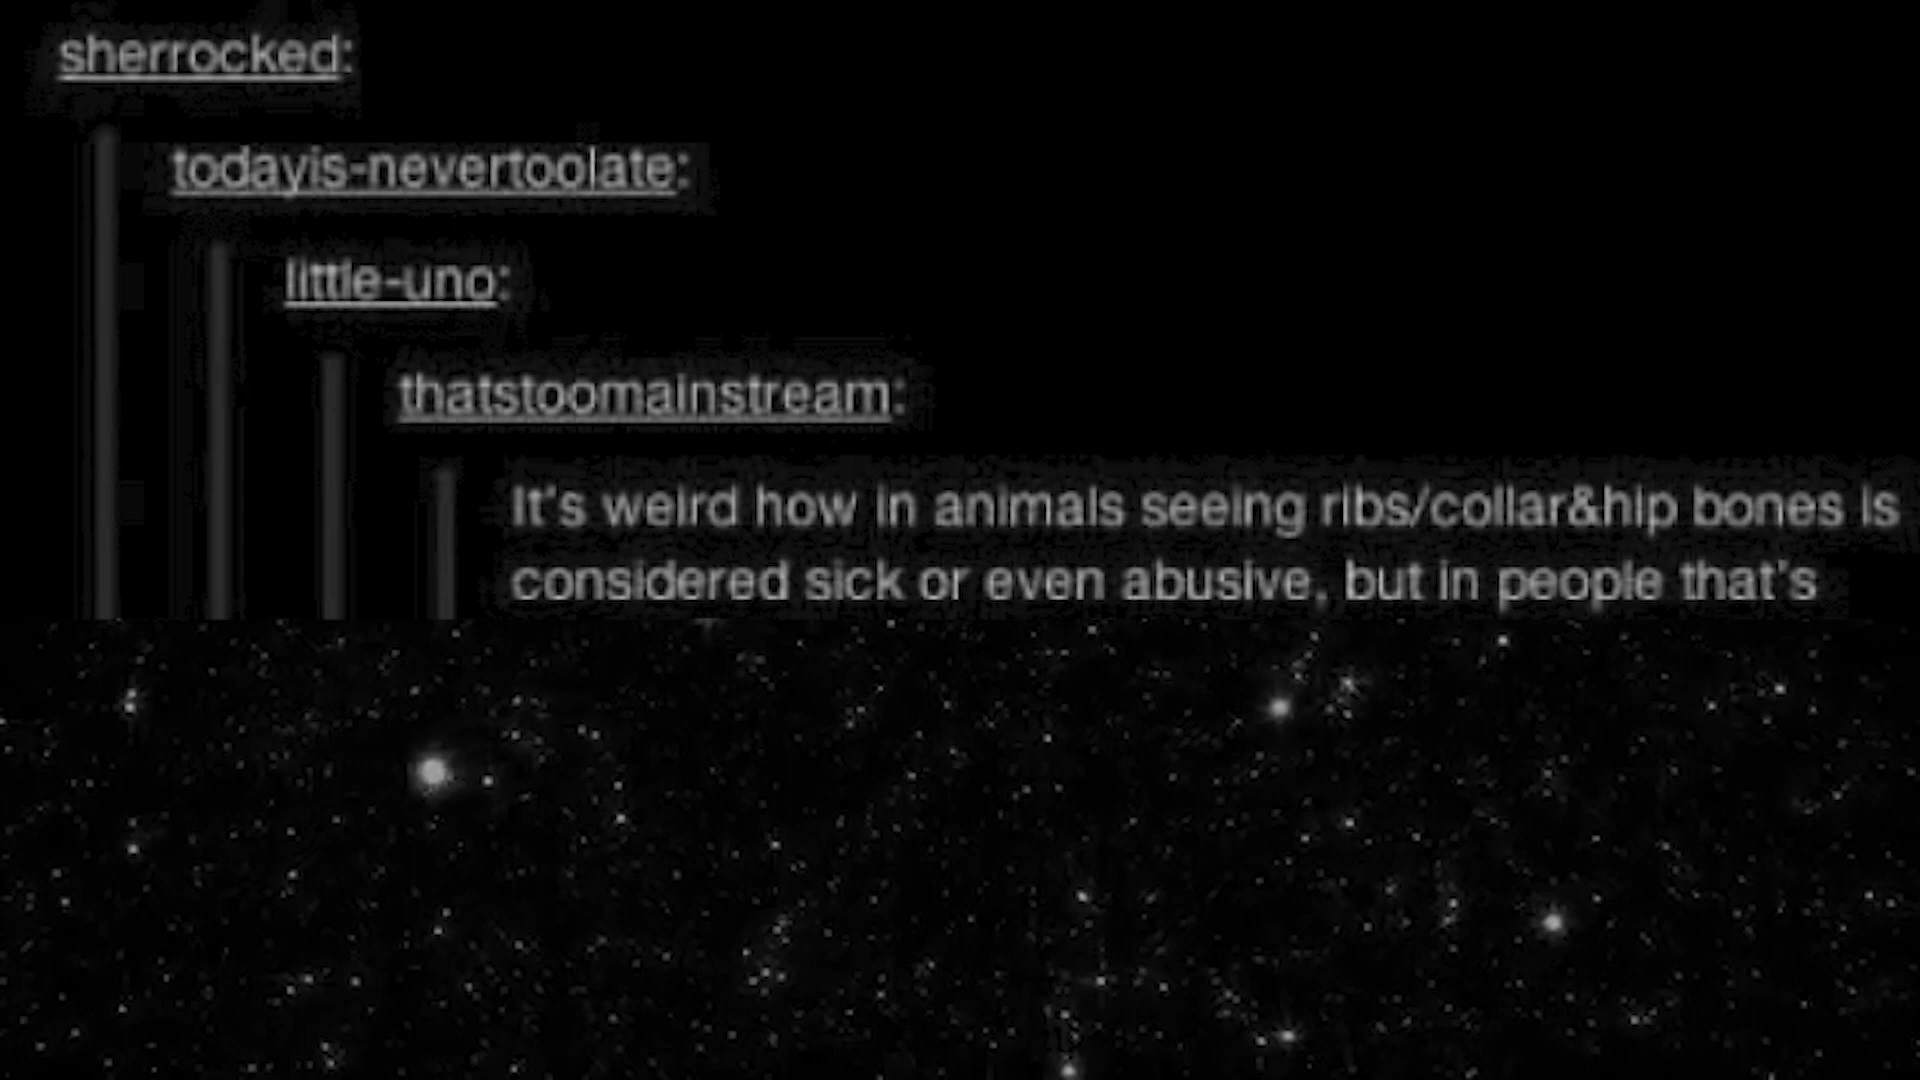 sherrocked:
todayis-nevertoolate:
little-uno:
thatstoomainstream:
It's weird how in animals seeing ribs/collar&hip bones is
considered sick or even abusive, but in people that's